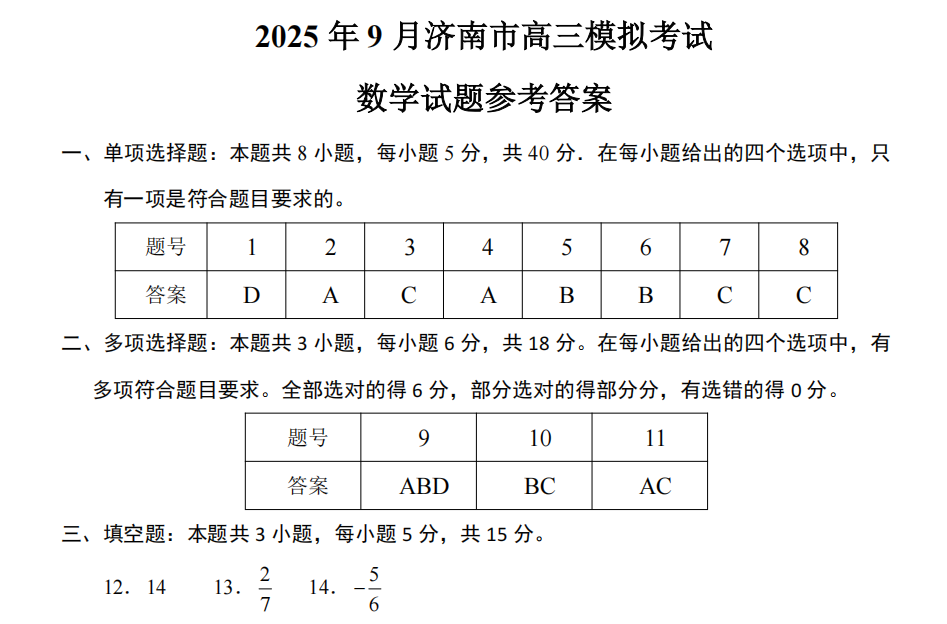 2025 年 9 月济南市高三模拟考试
数学试题参考答案
一、单项选择题：本题共 8 小题，每小题 5 分，共 40 分．在每小题给出的四个选项中，只
有一项是符合题目要求的。
题号 1 2 3 4 5 6 7 8
答案 D A C A B B C C
二、多项选择题：本题共 3 小题，每小题 6 分，共 18 分。在每小题给出的四个选项中，有
多项符合题目要求。全部选对的得 6 分，部分选对的得部分分，有选错的得 0 分。
题号 9 10 11
答案 ABD BC AC
三、填空题：本题共 3 小题，每小题 5 分，共 15 分。
12．14 13．2/7 14．−5/6